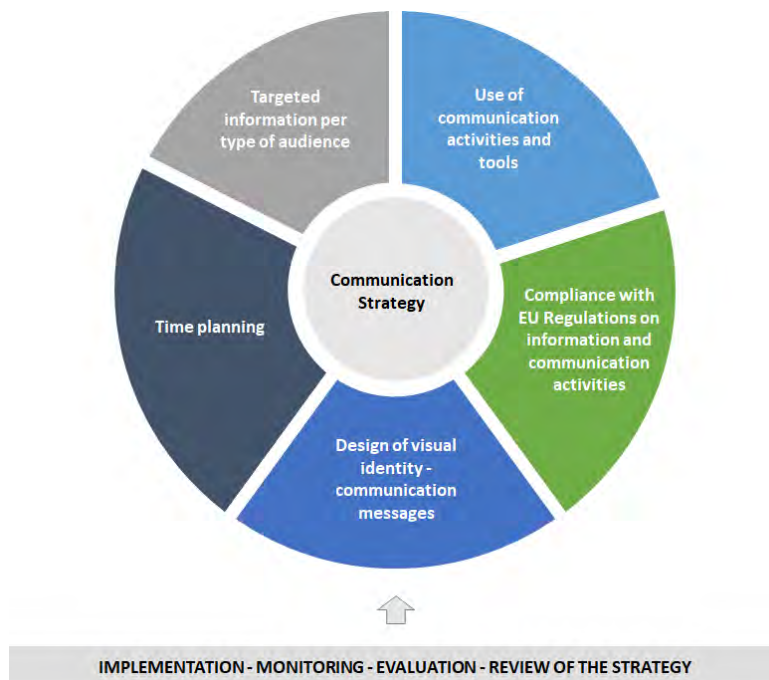 Targeted
information per
type of audience
Use of
communication
activities and
tools
Communication
Strategy
Time planning
Compliance with
EU Regulations on
information and
communication
activities
Design of visual
identity -
communication
messages
IMPLEMENTATION - MONITORING - EVALUATION - REVIEW OF THE STRATEGY